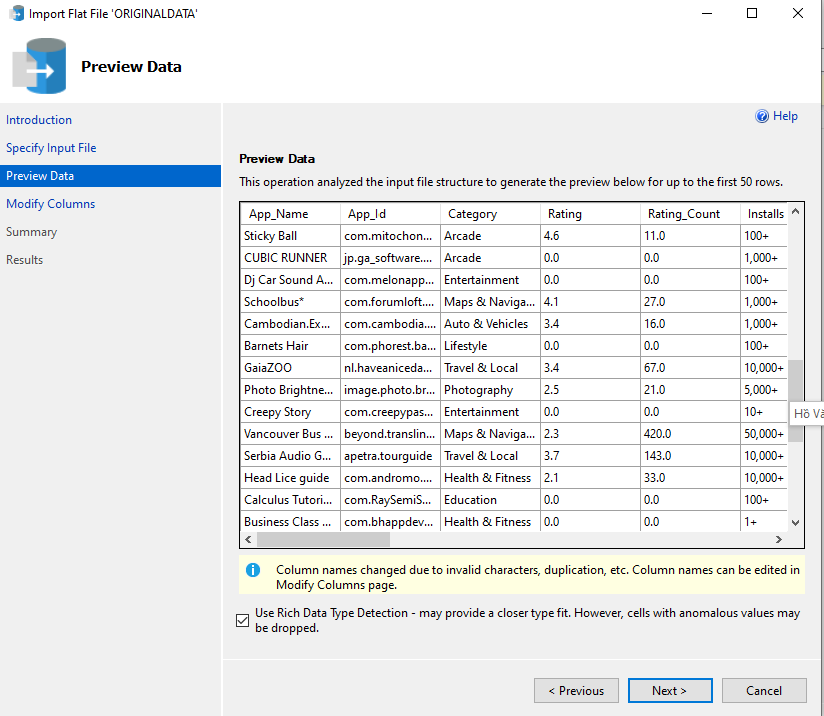 Import Flat File 'ORIGINALDATA'
Preview Data
Introduction
Specify Input File
Preview Data
Modify Columns
Summary
Results
Help
Preview Data
This operation analyzed the input file structure to generate the preview below for up to the first 50 rows.
App_Name App_Id Category Rating Rating_Count Installs
Sticky Ball com.mitochon... Arcade 4.6 11.0 100+
CUBIC RUNNER jp.ga_software.... Arcade 0.0 0.0 1,000+
Dj Car Sound A... com.melonapp... Entertainment 0.0 0.0 100+
Schoolbus* com.forumloft.... Maps & Naviga... 4.1 27.0 1,000+
Cambodian.Ex... com.cambodia.... Auto & Vehicles 3.4 16.0 1,000+
Barnets Hair com.phorest.ba... Lifestyle 0.0 0.0 100+
GaiaZOO nl.haveaniceda... Travel & Local 3.4 67.0 10,000+
Photo Brightne... image.photo.br... Photography 2.5 21.0 5,000+
Creepy Story com.creepypas... Entertainment 0.0 0.0 10+
Vancouver Bus ... beyond.translin... Maps & Naviga... 2.3 420.0 50,000+
Serbia Audio G... apetra.tourguide Travel & Local 3.7 143.0 10,000+
Head Lice guide com.andromo.... Health & Fitness 2.1 33.0 10,000+
Calculus Tutori... com.RaySemiS... Education 0.0 0.0 100+
Business Class ... com.bhappdev... Health & Fitness 0.0 0.0 1+
Hồ
Column names changed due to invalid characters, duplication, etc. Column names can be edited in
Modify Columns page.
Use Rich Data Type Detection - may provide a closer type fit. However, cells with anomalous values may
be dropped.
< Previous Next > Cancel